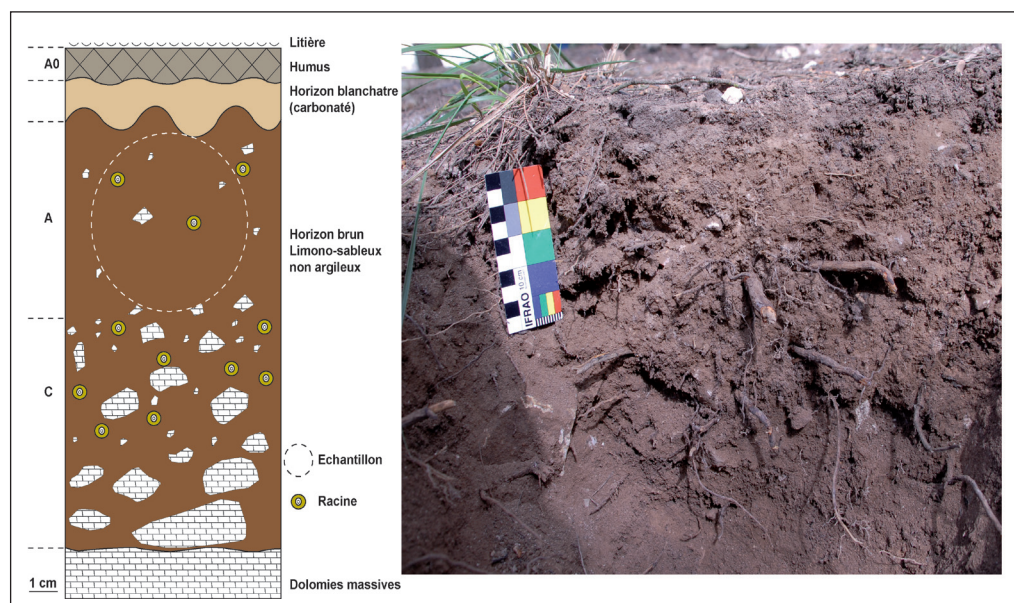 Litière
A0
Humus
Horizon blanchatre
(carbonaté)
A
Horizon brun
Limono-sableux
non argileux
C
Echantillon
Racine
1 cm
Dolomies massives
IFRAO 10 cm